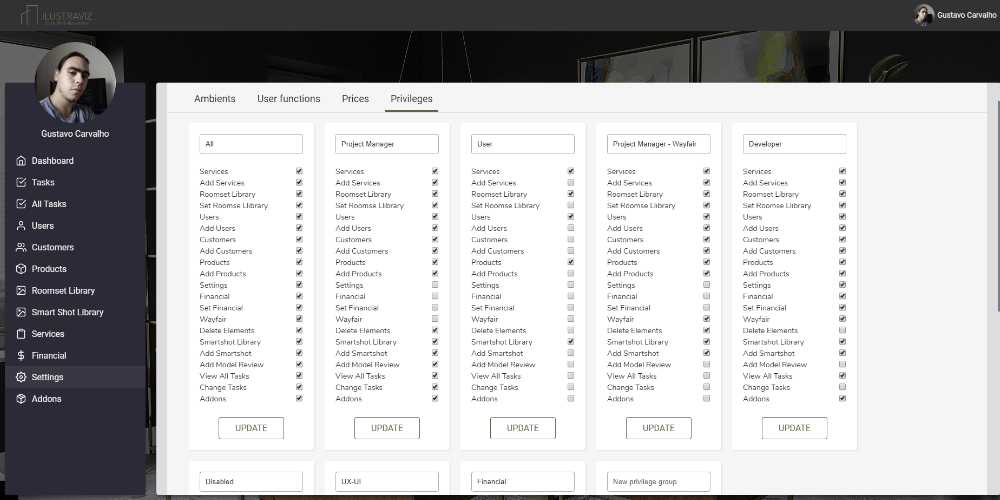 ILUSTRAVIZ
Gustavo Carvalho
Gustavo Carvalho
Dashboard
Tasks
All Tasks
Users
Customers
Products
Roomset Library
Smart Shot Library
Services
Financial
Settings
Addons
Ambients User functions Prices Privileges
All
Services
Add Services
Roomset Library
Set Roomse Llibrary
Users
Add Users
Customers
Add Customers
Products
Add Products
Settings
Financial
Set Financial
Wayfair
Delete Elements
Smartshot Library
Add Smartshot
Add Model Review
View All Tasks
Change Tasks
Addons
UPDATE
Project Manager
Services
Add Services
Roomset Library
Set Roomse Llibrary
Users
Add Users
Customers
Add Customers
Products
Add Products
Settings
Financial
Set Financial
Wayfair
Delete Elements
Smartshot Library
Add Smartshot
Add Model Review
View All Tasks
Change Tasks
Addons
UPDATE
User
Services
Add Services
Roomset Library
Set Roomse Llibrary
Users
Add Users
Customers
Add Customers
Products
Add Products
Settings
Financial
Set Financial
Wayfair
Delete Elements
Smartshot Library
Add Smartshot
Add Model Review
View All Tasks
Change Tasks
Addons
UPDATE
Project Manager - Wayfair
Services
Add Services
Roomset Library
Set Roomse Llibrary
Users
Add Users
Customers
Add Customers
Products
Add Products
Settings
Financial
Set Financial
Wayfair
Delete Elements
Smartshot Library
Add Smartshot
Add Model Review
View All Tasks
Change Tasks
Addons
UPDATE
Developer
Services
Add Services
Roomset Library
Set Roomse Llibrary
Users
Add Users
Customers
Add Customers
Products
Add Products
Settings
Financial
Set Financial
Wayfair
Delete Elements
Smartshot Library
Add Smartshot
Add Model Review
View All Tasks
Change Tasks
Addons
UPDATE
Disabled
UX-UI
Financial
New privilege group